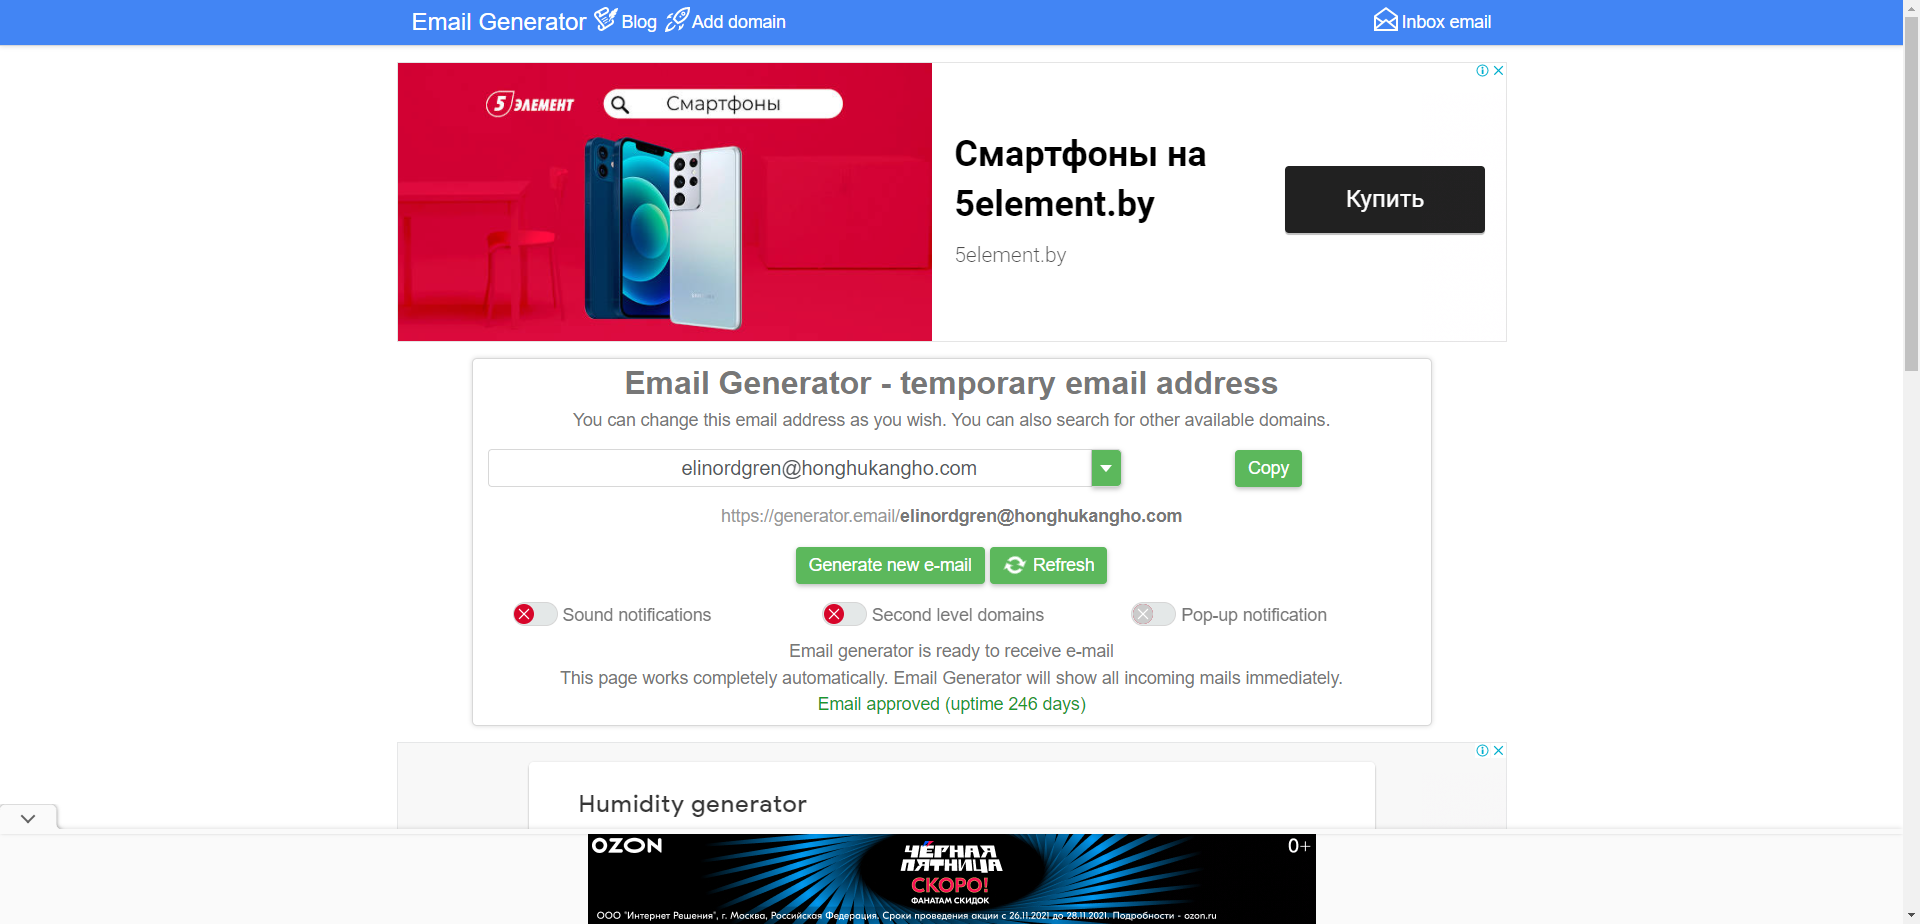 Email Generator Blog Add domain Inbox email
5 ЭЛЕМЕНТ
Смартфоны
Смартфоны на
5element.by
5element.by
Купить
Email Generator - temporary email address
You can change this email address as you wish. You can also search for other available domains.
elinordgren@honghukangho.com
Copy
https://generator.email/elinordgren@honghukangho.com
Generate new e-mail Refresh
Sound notifications Second level domains Pop-up notification
Email generator is ready to receive e-mail
This page works completely automatically. Email Generator will show all incoming mails immediately.
Email approved (uptime 246 days)
Humidity generator
OZON
0+
ЧЁРНАЯ
ПЯТНИЦА
СКОРО!
ФАНАТАМ СКИДОК
ООО "Интернет Решения", г. Москва, Российская Федерация. Сроки проведения акции с 26.11.2021 до 28.11.2021. Подробности - ozon.ru